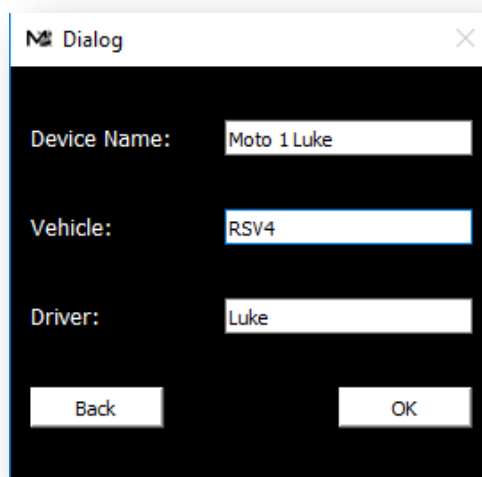 Dialog
Device Name: Moto 1 Luke
Vehicle: RSV4
Driver: Luke
Back OK